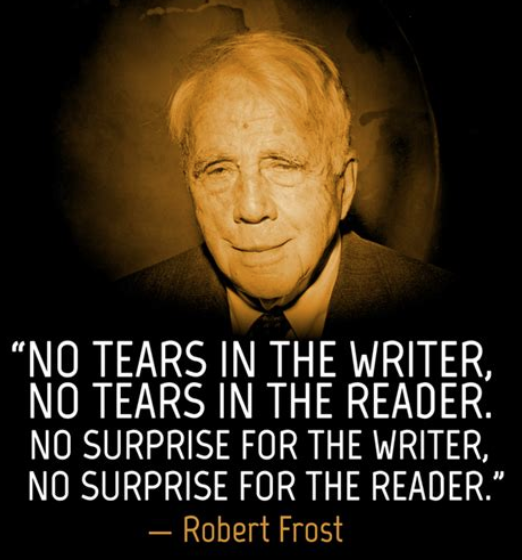 “NO TEARS IN THE WRITER,
NO TEARS IN THE READER.
NO SURPRISE FOR THE WRITER,
NO SURPRISE FOR THE READER.”
— Robert Frost